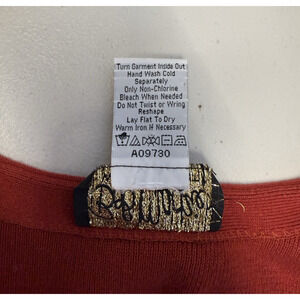 Turn Garment Inside Out
Hand Wash Cold
Separately
Only Non-Chlorine
Bleach When Needed
Do Not Twist or Wring
Reshape
Lay Flat To Dry
Warm Iron If Necessary
A09730